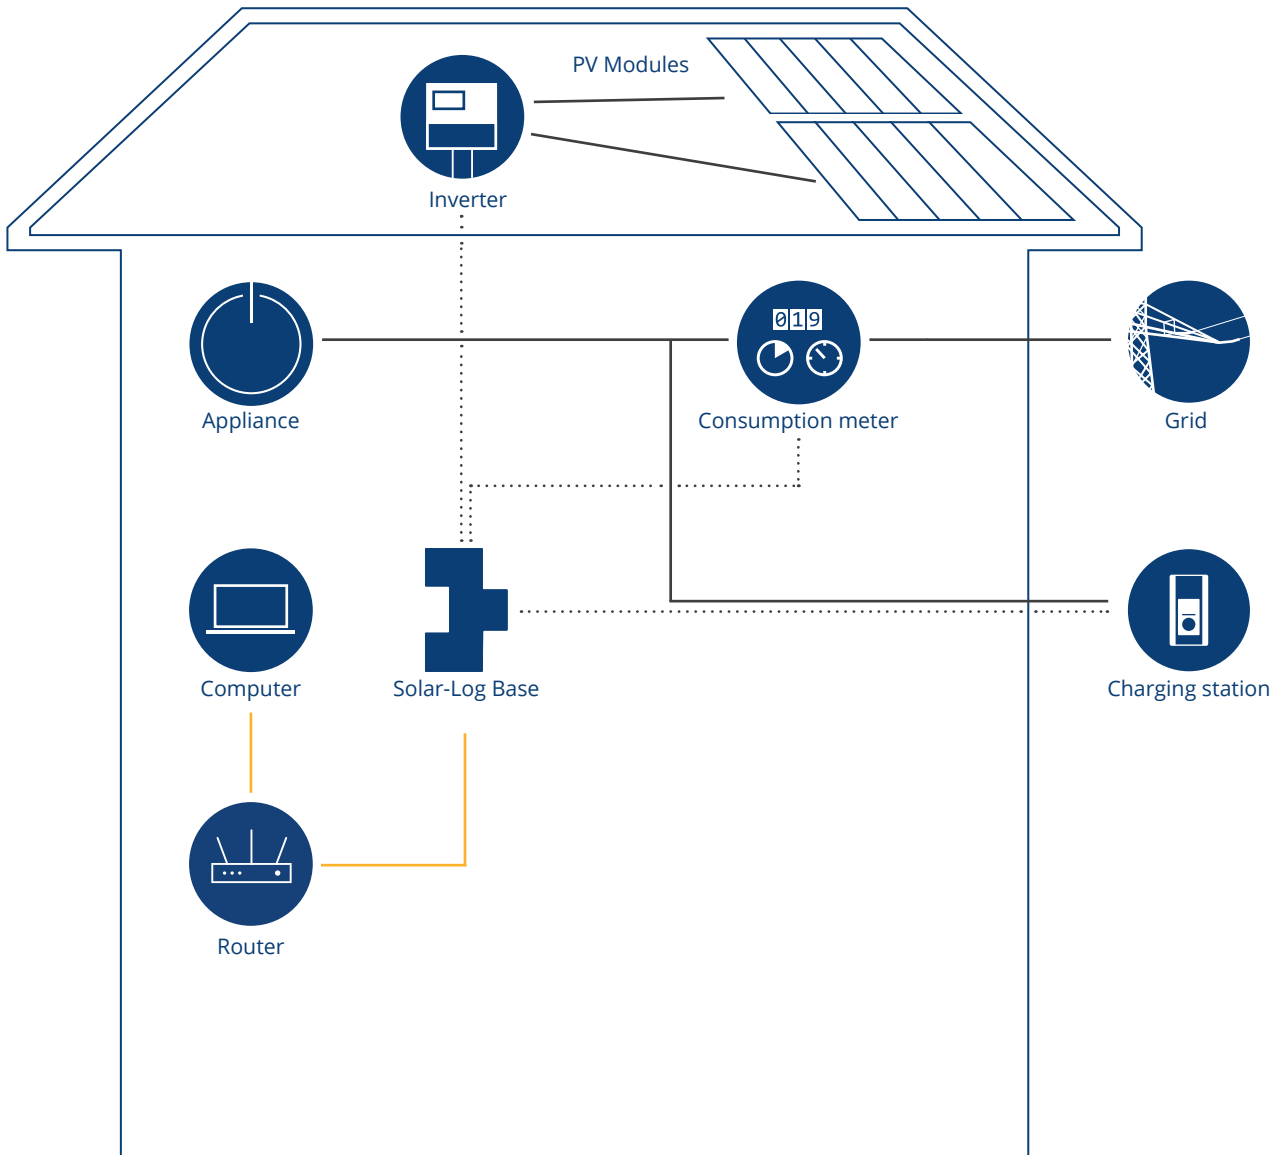 PV Modules
Inverter
019
Appliance
Consumption meter
Grid
Computer
Solar-Log Base
Charging station
Router